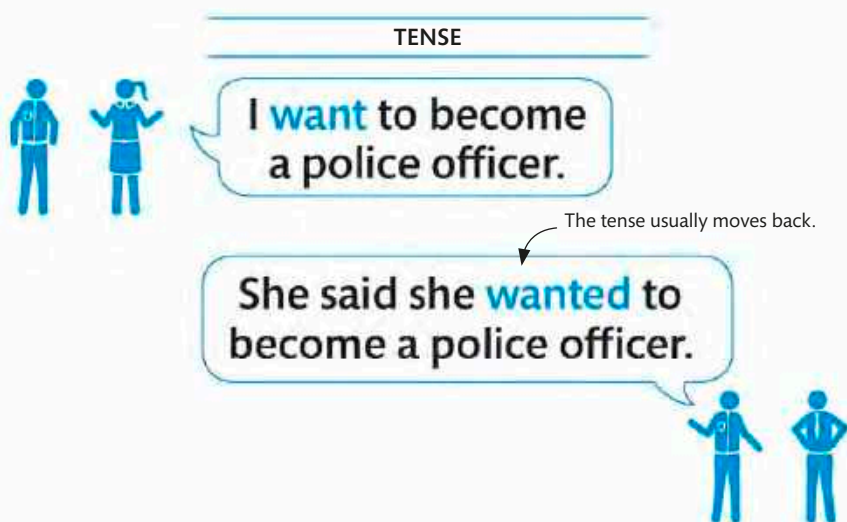 TENSE
I want to become
a police officer.
The tense usually moves back.
She said she wanted to
become a police officer.